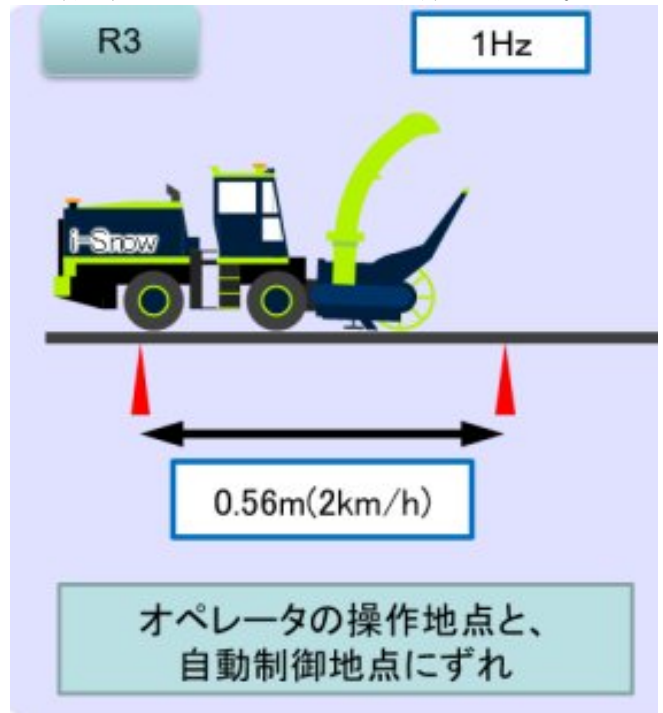 R3
1Hz
i-Snow
0.56m(2km/h)
オペレータの操作地点と、
自動制御地点にずれ